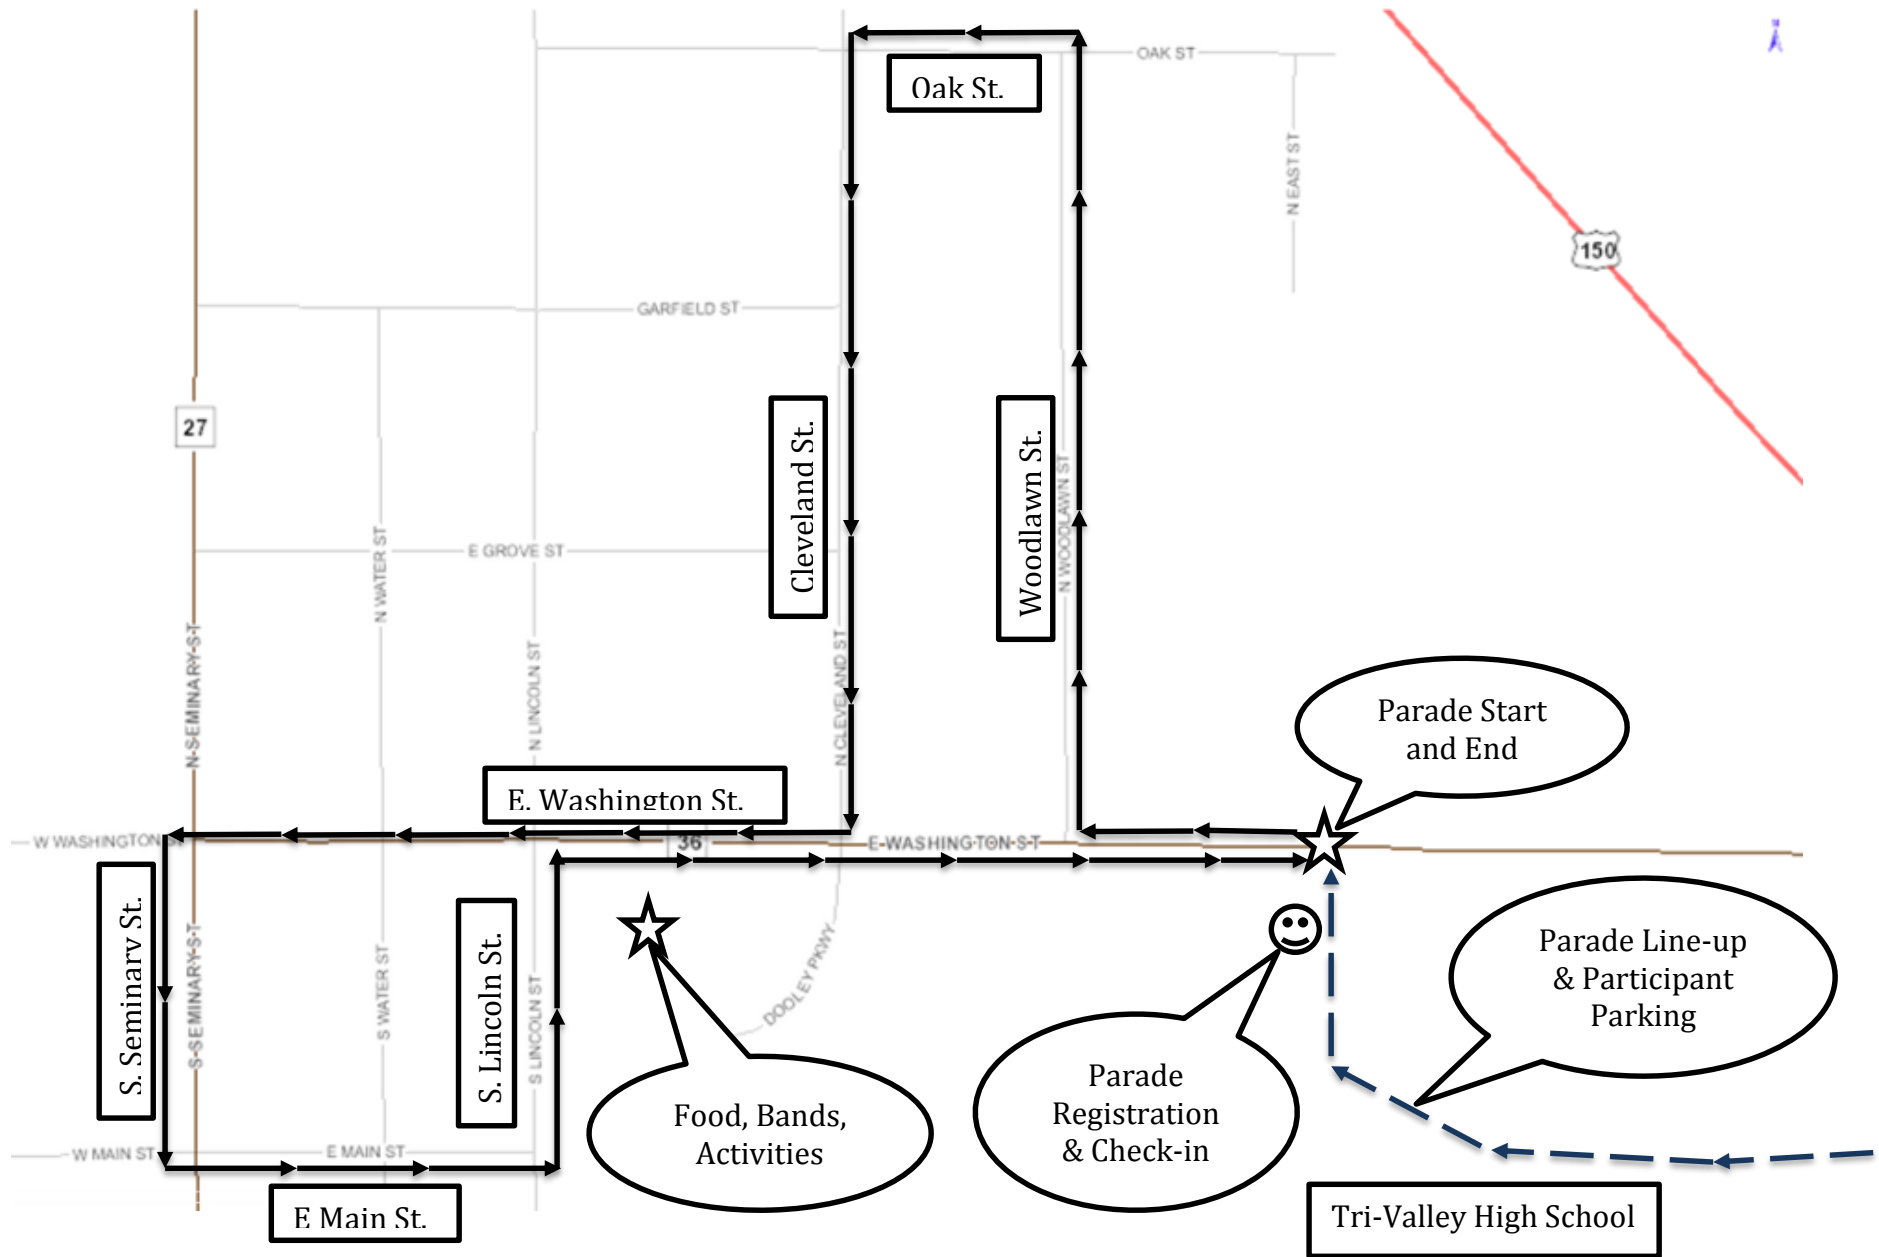 OAK ST
Oak St.
N EAST ST
150
GARFIELD ST
27
Cleveland St.
Woodlawn St.
N WOODLAWN ST
E GROVE ST
N WATER ST
N SEMINARY ST
N LINCOLN ST
N CLEVELAND ST
Parade Start
and End
E. Washington St.
W WASHINGTON ST
36
E WASHINGTON ST
S. Seminary St.
S SEMINARY ST
S WATER ST
S. Lincoln St.
S LINCOLN ST
DOOLEY PKWY
Parade Line-up
& Participant
Parking
Food, Bands,
Activities
Parade
Registration
& Check-in
W MAIN ST
E MAIN ST
E Main St.
Tri-Valley High School